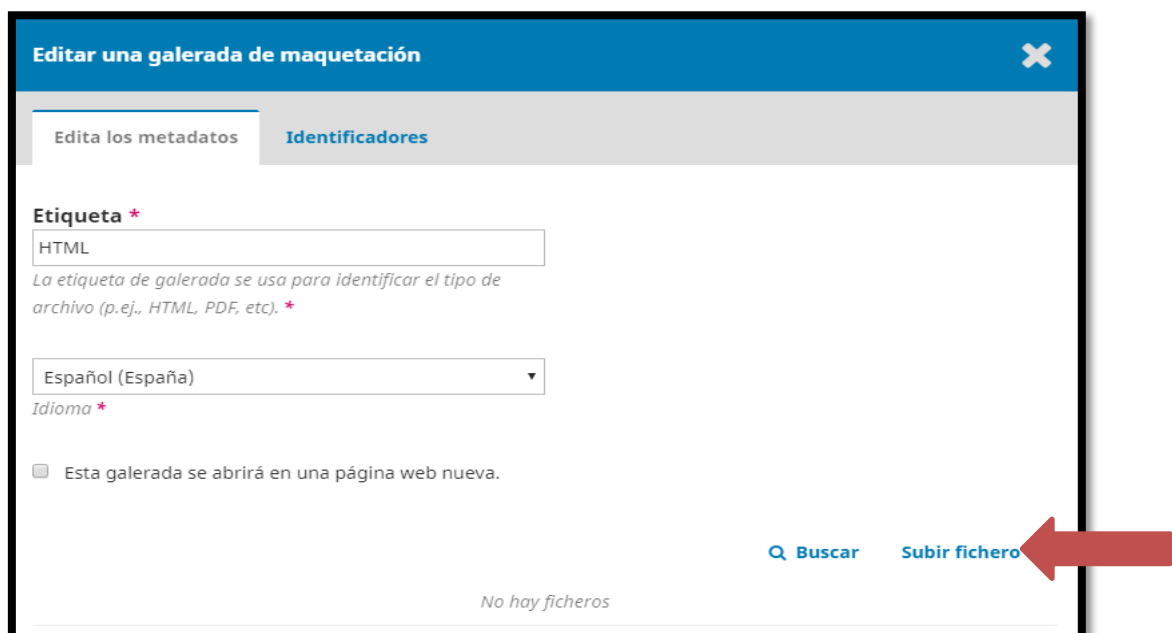 Editar una galerada de maquetación
Edita los metadatos
Identificadores
Etiqueta *
HTML
La etiqueta de galerada se usa para identificar el tipo de
archivo (p.ej., HTML, PDF, etc). *
Español (España)
Idioma *
Esta galerada se abrirá en una página web nueva.
Buscar
Subir fichero
No hay ficheros